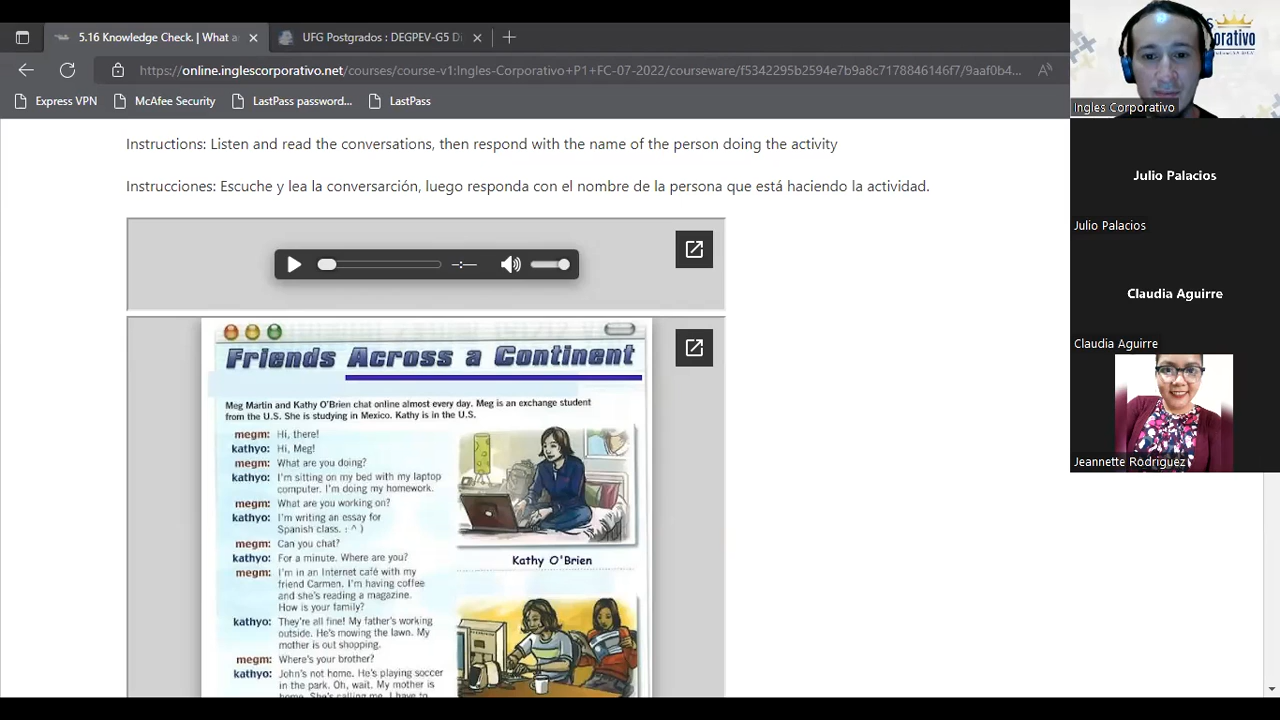 5.16 Knowledge Check. | What a
UFG Postgrados : DEGPEV-G5 Di
https://online.inglescorporativo.net/courses/course-v1:Ingles-Corporativo+P1+FC-07-2022/courseware/f5342295b2594e7b9a8c7178846146f7/9aaf0b4...
Express VPN
McAfee Security
LastPass password...
LastPass
Instructions: Listen and read the conversations, then respond with the name of the person doing the activity
Instrucciones: Escuche y lea la conversarción, luego responda con el nombre de la persona que está haciendo la actividad.
-:--
Friends Across a Continent
Meg Martin and Kathy O'Brien chat online almost every day. Meg is an exchange student
from the U.S. She is studying in Mexico. Kathy is in the U.S.
megm: Hi, there!
kathyo: Hi, Meg!
megm: What are you doing?
kathyo: I'm sitting on my bed with my laptop
computer. I'm doing my homework.
megm: What are you working on?
kathyo: I'm writing an essay for
Spanish class. : ^ )
megm: Can you chat?
kathyo: For a minute. Where are you?
megm: I'm in an Internet café with my
friend Carmen. I'm having coffee
and she's reading a magazine.
How is your family?
kathyo: They're all fine! My father's working
outside. He's mowing the lawn. My
mother is out shopping.
megm: Where's your brother?
kathyo: John's not home. He's playing soccer
in the park. Oh, wait. My mother is
home. She's calling me. I have to
Kathy O'Brien
Ingles Corporativo
Julio Palacios
Julio Palacios
Claudia Aguirre
Claudia Aguirre
Jeannette Rodriguez